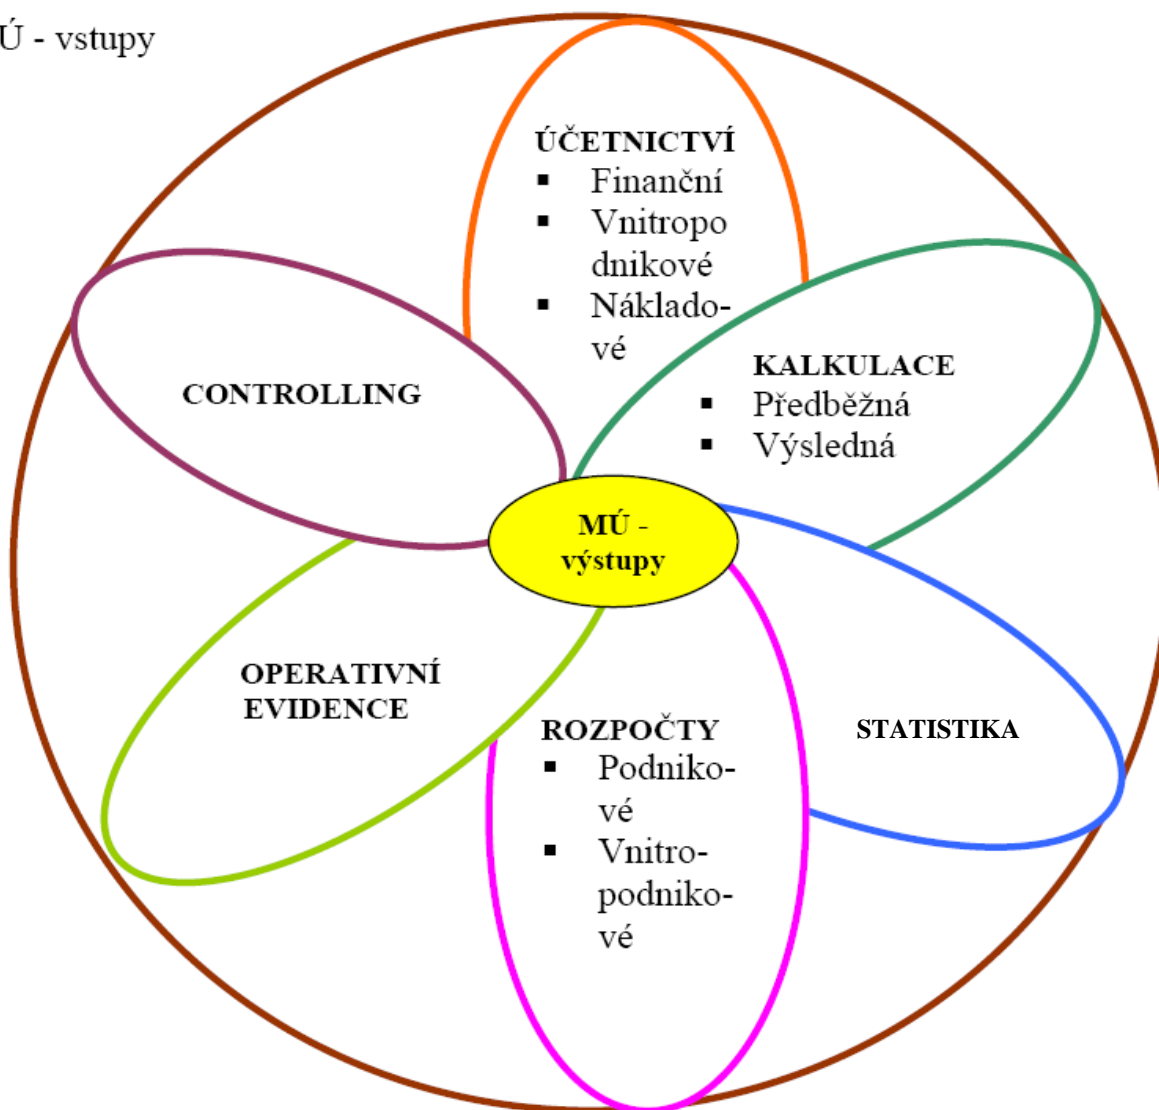 Ú - vstupy
ÚČETNICTVÍ
▪ Finanční
▪ Vnitropo
dnikové
▪ Náklado-
vé
KALKULACE
▪ Předběžná
▪ Výsledná
CONTROLLING
MÚ -
výstupy
OPERATIVNÍ
EVIDENCE
ROZPOČTY
▪ Podniko-
vé
▪ Vnitro-
podniko-
vé
STATISTIKA